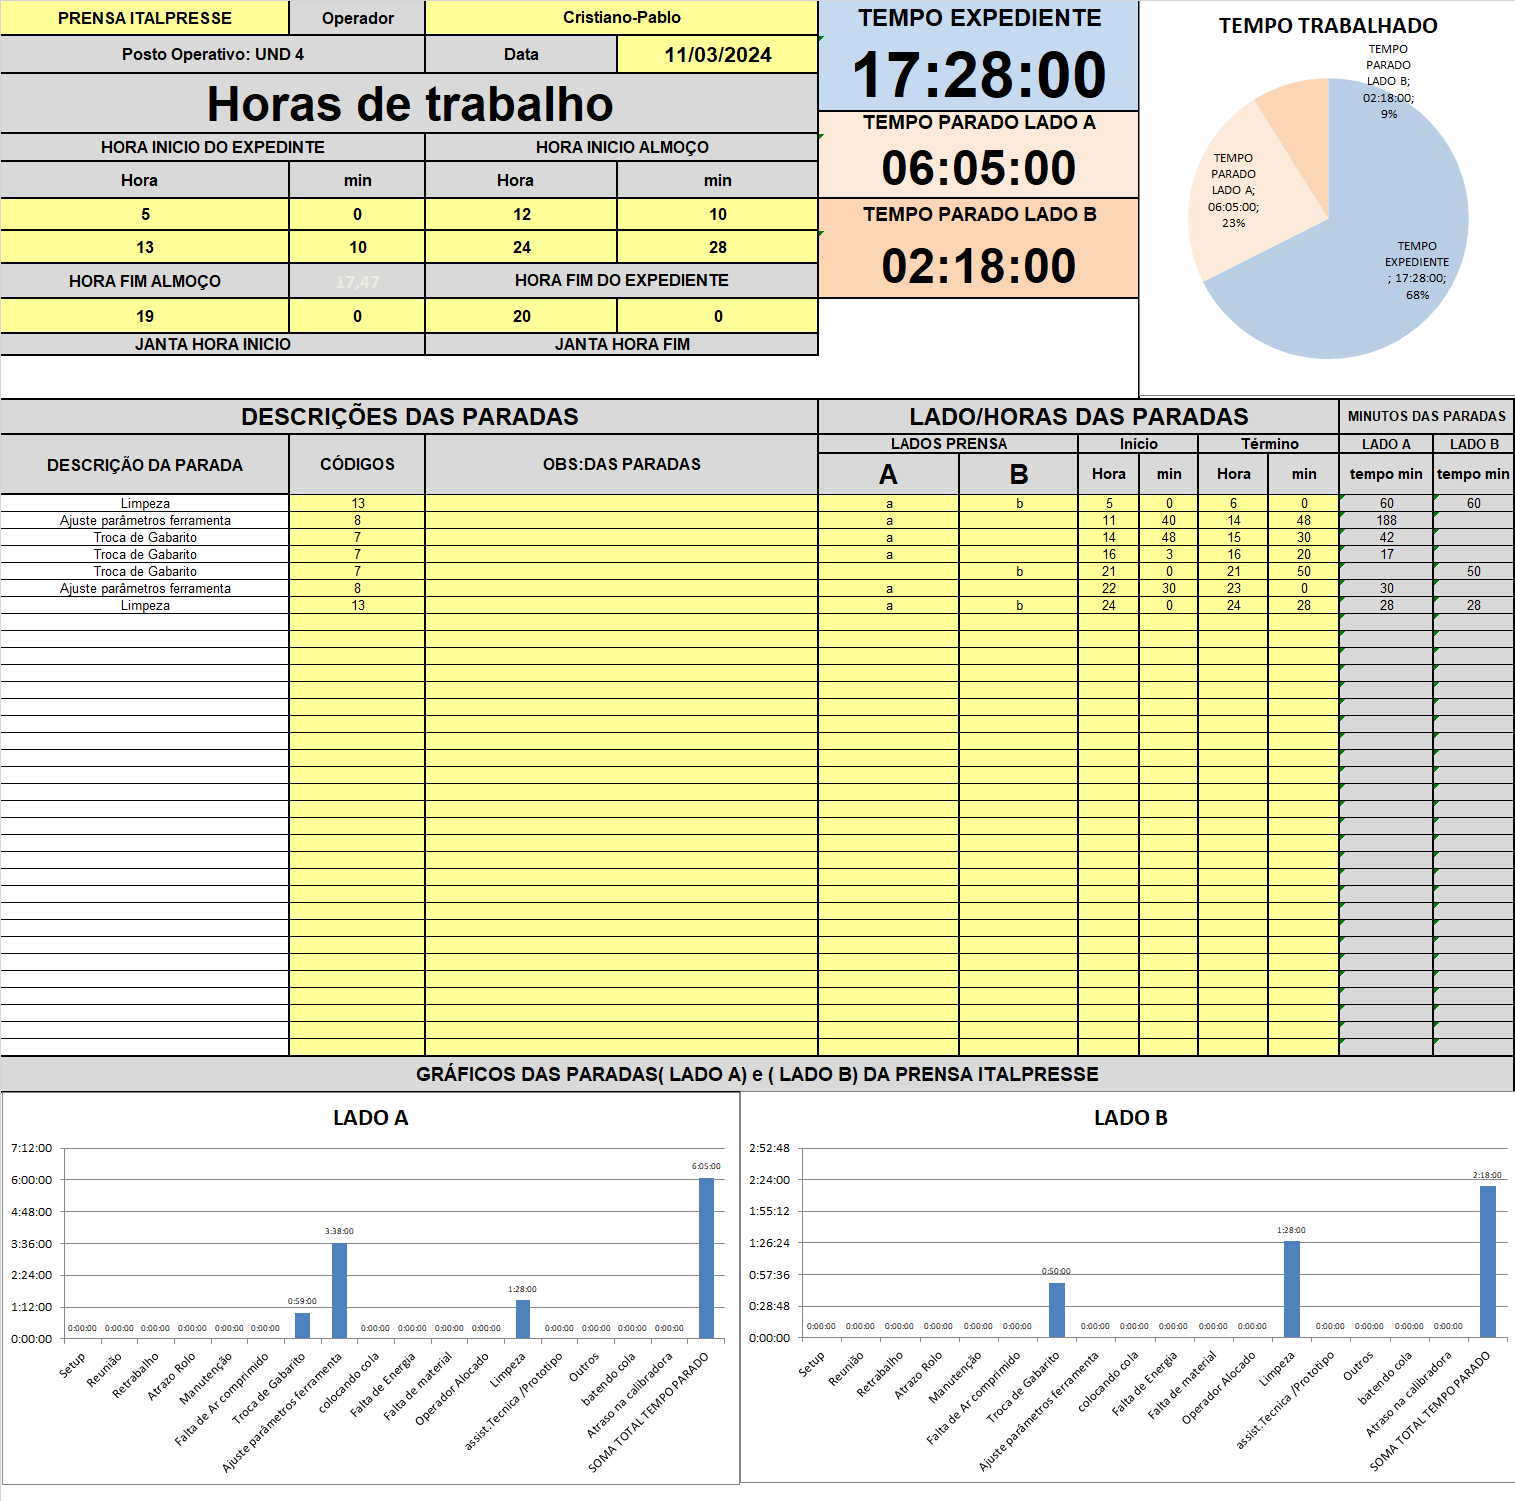 PRENSA ITALPRESSE Operador Cristiano-Pablo
Posto Operativo: UND 4 Data 11/03/2024
Horas de trabalho
HORA INICIO DO EXPEDINTE HORA INICIO ALMOÇO
Hora min Hora min
5 0 12 10
13 10 24 28
HORA FIM ALMOÇO 17,47 HORA FIM DO EXPEDIENTE
19 0 20 0
JANTA HORA INICIO JANTA HORA FIM
TEMPO EXPEDIENTE
17:28:00
TEMPO PARADO LADO A
06:05:00
TEMPO PARADO LADO B
02:18:00
TEMPO TRABALHADO
TEMPO
PARADO
LADO B;
02:18:00;
9%
TEMPO
PARADO
LADO A;
06:05:00;
23%
TEMPO
EXPEDIENTE
; 17:28:00;
68%
DESCRIÇÕES DAS PARADAS LADO/HORAS DAS PARADAS MINUTOS DAS PARADAS
DESCRIÇÃO DA PARADA CÓDIGOS OBS:DAS PARADAS LADOS PRENSA Início Término LADO A LADO B
A B Hora min Hora min tempo min tempo min
Limpeza 13 a b 5 0 6 0 60 60
Ajuste parâmetros ferramenta 8 a 11 40 14 48 188
Troca de Gabarito 7 a 14 48 15 30 42
Troca de Gabarito 7 a 16 3 16 20 17
Troca de Gabarito 7 b 21 0 21 50 50
Ajuste parâmetros ferramenta 8 a 22 30 23 0 30
Limpeza 13 a b 24 0 24 28 28 28
GRÁFICOS DAS PARADAS( LADO A) e ( LADO B) DA PRENSA ITALPRESSE
LADO A
7:12:00
6:00:00
4:48:00
3:36:00
2:24:00
1:12:00
0:00:00
0:00:00 0:00:00 0:00:00 0:00:00 0:00:00 0:00:00 0:59:00 3:38:00 0:00:00 0:00:00 0:00:00 0:00:00 1:28:00 0:00:00 0:00:00 0:00:00 0:00:00 6:05:00
Setup
Reunião
Retrabalho
Atrazo Rolo
Manutenção
Falta de Ar comprimido
Troca de Gabarito
Ajuste parâmetros ferramenta
colocando cola
Falta de Energia
Falta de material
Operador Alocado
Limpeza
assist.Tecnica /Prototipo
Outros
batendo cola
Atraso na calibradora
SOMA TOTAL TEMPO PARADO
LADO B
2:52:48
2:24:00
1:55:12
1:26:24
0:57:36
0:28:48
0:00:00
0:00:00 0:00:00 0:00:00 0:00:00 0:00:00 0:00:00 0:50:00 0:00:00 0:00:00 0:00:00 0:00:00 0:00:00 1:28:00 0:00:00 0:00:00 0:00:00 0:00:00 2:18:00
Setup
Reunião
Retrabalho
Atrazo Rolo
Manutenção
Falta de Ar comprimido
Troca de Gabarito
Ajuste parâmetros ferramenta
colocando cola
Falta de Energia
Falta de material
Operador Alocado
Limpeza
assist.Tecnica /Prototipo
Outros
batendo cola
Atraso na calibradora
SOMA TOTAL TEMPO PARADO